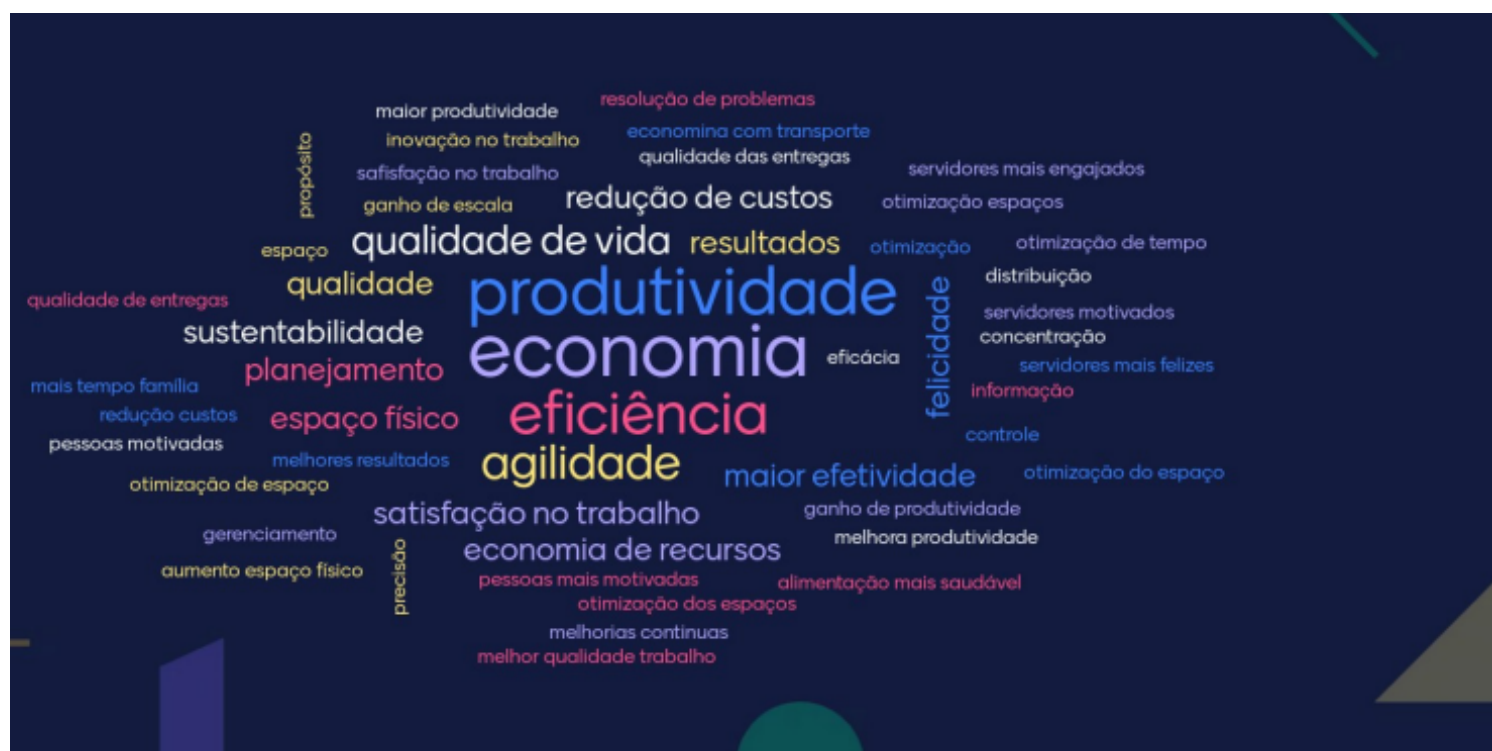 resolução de problemas
maior produtividade
economina com transporte
inovação no trabalho
qualidade das entregas
propósito
safisfação no trabalho
servidores mais engajados
ganho de escala
redução de custos
otimização espaços
espaço
qualidade de vida
resultados
otimização
otimização de tempo
qualidade
produtividade
distribuição
qualidade de entregas
servidores motivados
sustentabilidade
economia
eficácia
felicidade
concentração
planejamento
servidores mais felizes
mais tempo família
informação
redução custos
espaço físico
eficiência
controle
pessoas motivadas
melhores resultados
agilidade
maior efetividade
otimização do espaço
otimização de espaço
satisfação no trabalho
ganho de produtividade
gerenciamento
melhora produtividade
economia de recursos
aumento espaço físico
precisão
pessoas mais motivadas
alimentação mais saudável
otimização dos espaços
melhorias continuas
melhor qualidade trabalho